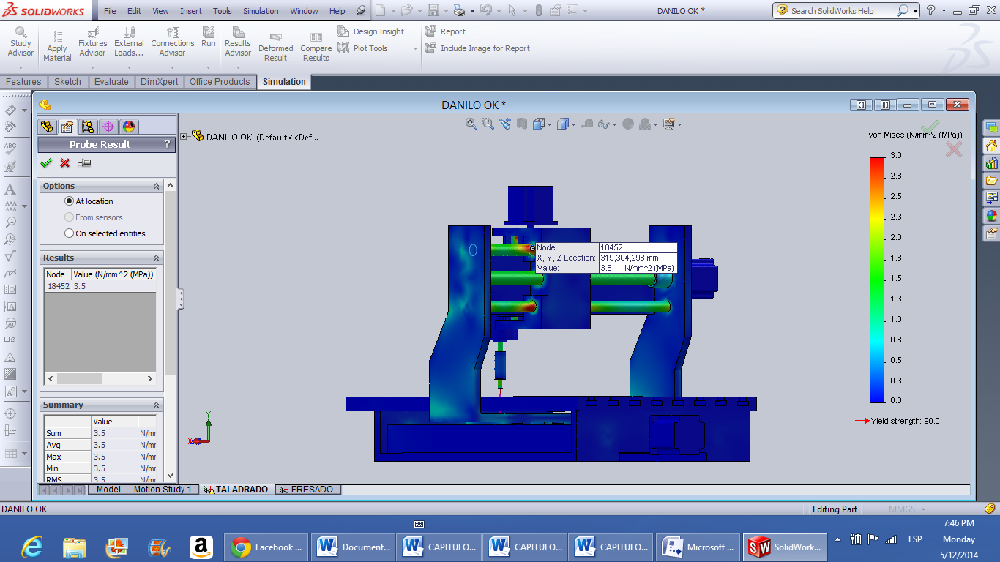 SOLIDWORKS
File Edit View Insert Tools Simulation Window Help
DANILO OK *
Search SolidWorks Help
Study Advisor
Apply Material
Fixtures Advisor
External Loads...
Connections Advisor
Run
Results Advisor
Deformed Result
Compare Results
Design Insight
Plot Tools
Report
Include Image for Report
Features Sketch Evaluate DimXpert Office Products Simulation
DANILO OK *
Probe Result ?
DANILO OK (Default<<Def...
Options
At location
From sensors
On selected entities
Results
Node Value (N/mm^2 (MPa))
18452 3.5
Summary
Value
Sum 3.5 N/mr
Avg 3.5 N/mr
Max 3.5 N/mr
Min 3.5 N/mr
RMS 3.5 N/mr
Node: 18452
X, Y, Z Location: 319,304,298 mm
Value: 3.5 N/mm^2 (MPa)
von Mises (N/mm^2 (MPa))
3.0
2.8
2.5
2.3
2.0
1.8
1.5
1.3
1.0
0.8
0.5
0.3
0.0
Yield strength: 90.0
Y
Model Motion Study 1 TALADRADO FRESADO
DANILO OK
Editing Part
MMGS
Facebook ...
Document...
CAPITULO...
CAPITULO...
CAPITULO...
Microsoft ...
SolidWork...
ESP
7:46 PM
Monday
5/12/2014